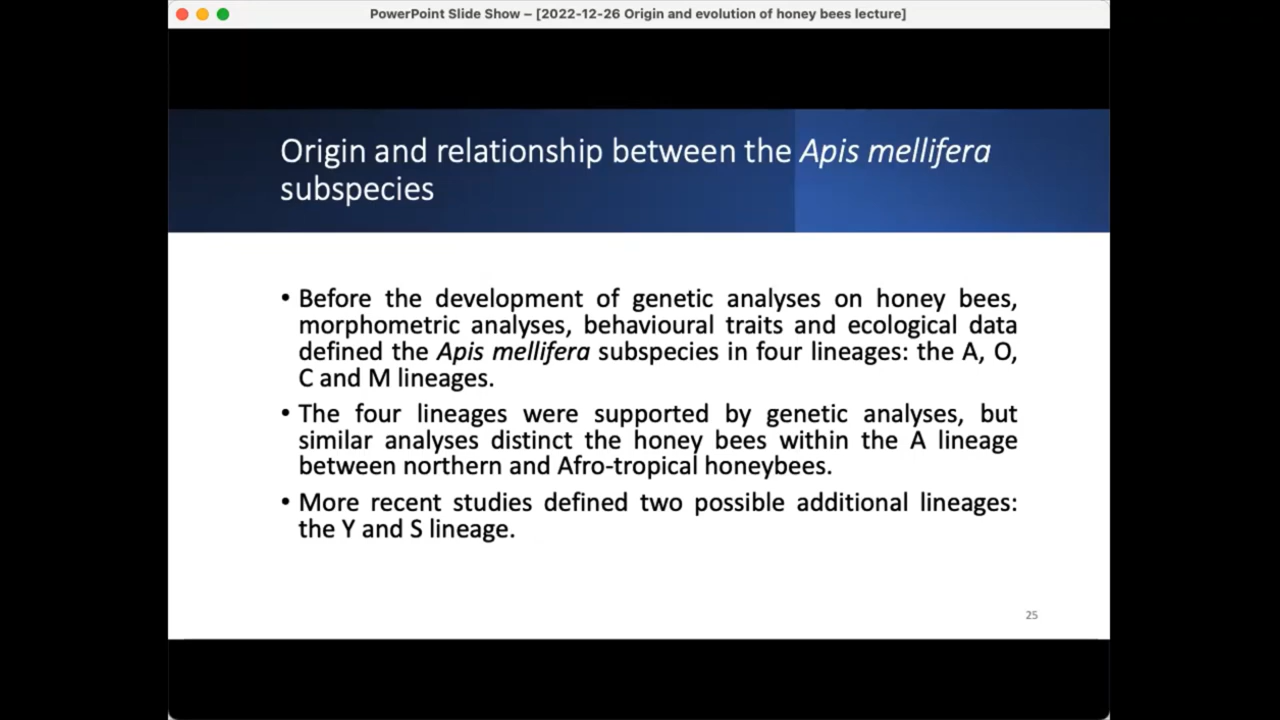 PowerPoint Slide Show – [2022-12-26 Origin and evolution of honey bees lecture]
Origin and relationship between the Apis mellifera
subspecies
• Before the development of genetic analyses on honey bees,
morphometric analyses, behavioural traits and ecological data
defined the Apis mellifera subspecies in four lineages: the A, O,
C and M lineages.
• The four lineages were supported by genetic analyses, but
similar analyses distinct the honey bees within the A lineage
between northern and Afro-tropical honeybees.
• More recent studies defined two possible additional lineages:
the Y and S lineage.
25